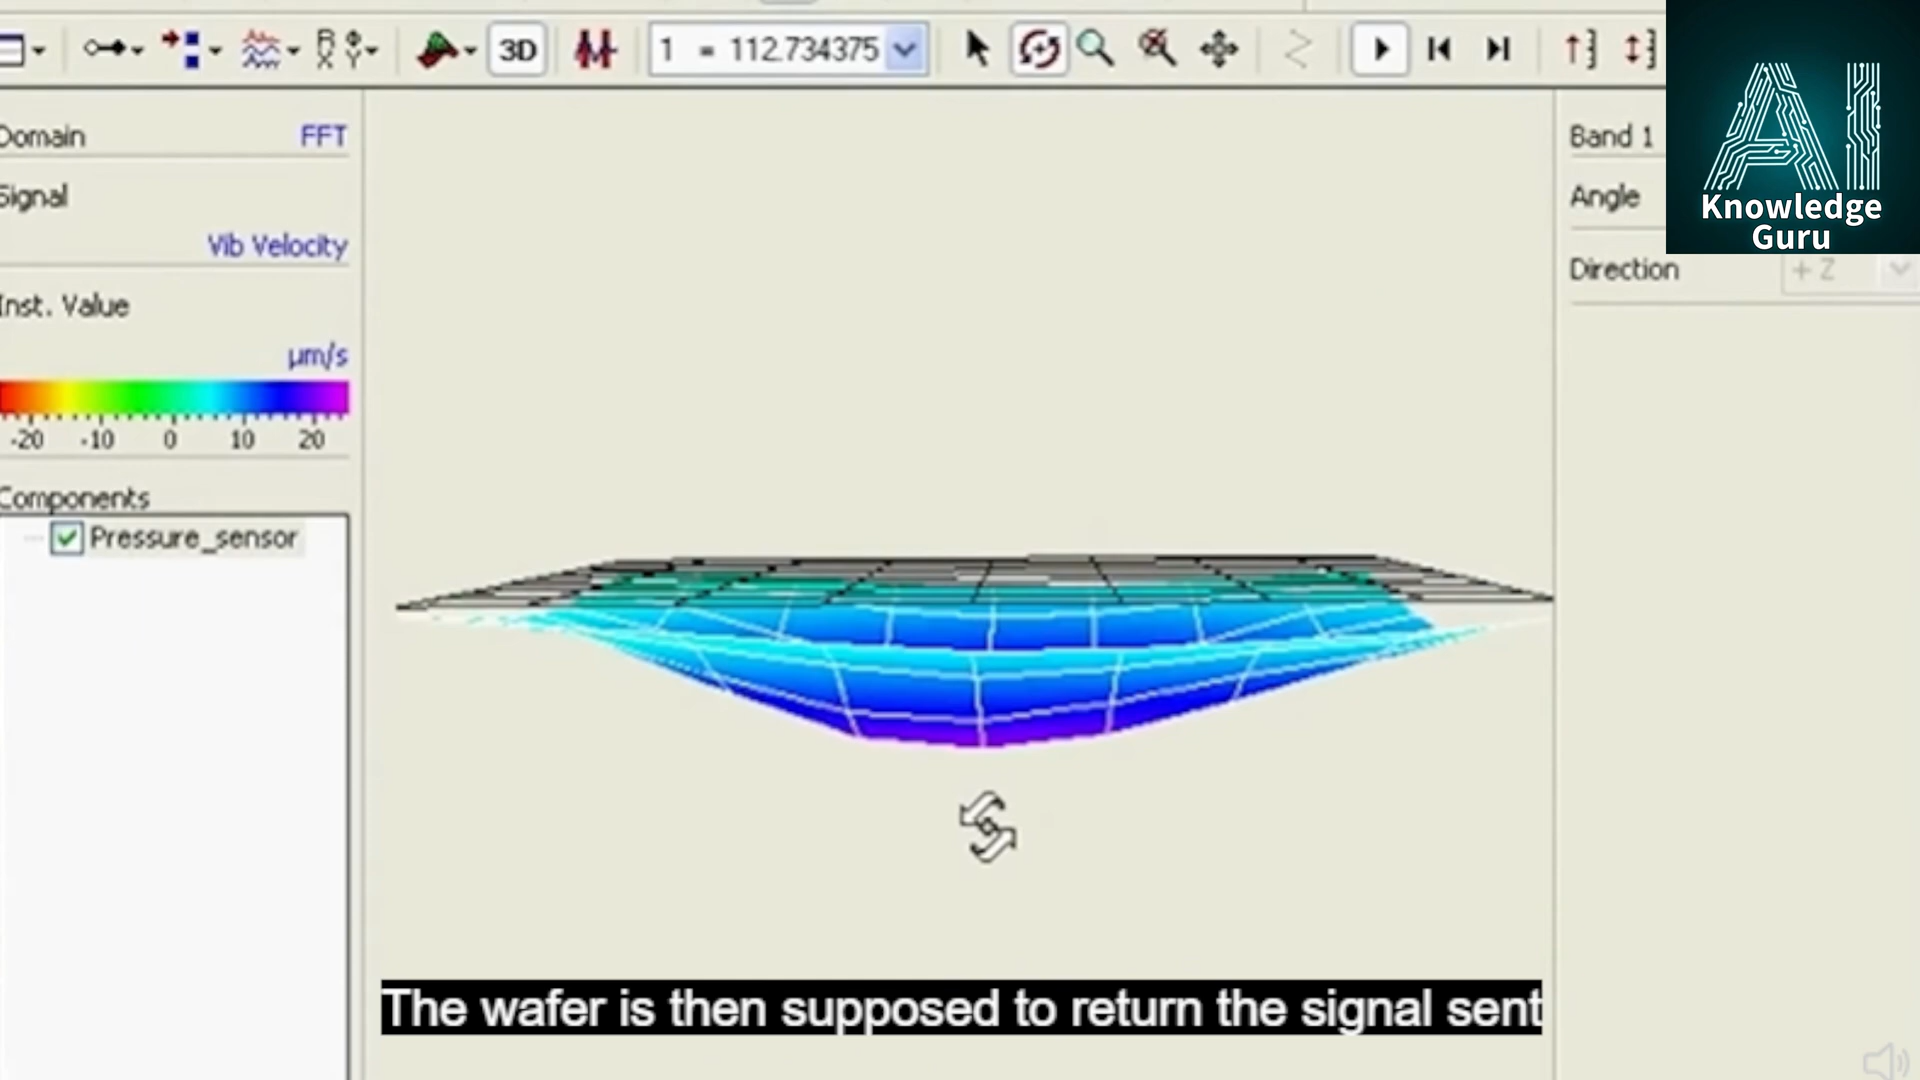 3D
1 = 112.734375
Domain FFT
Signal
Vib Velocity
Inst. Value
µm/s
-20 -10 0 10 20
Components
Pressure_sensor
Band 1
Angle
Direction + Z
AI
Knowledge
Guru
The wafer is then supposed to return the signal sent